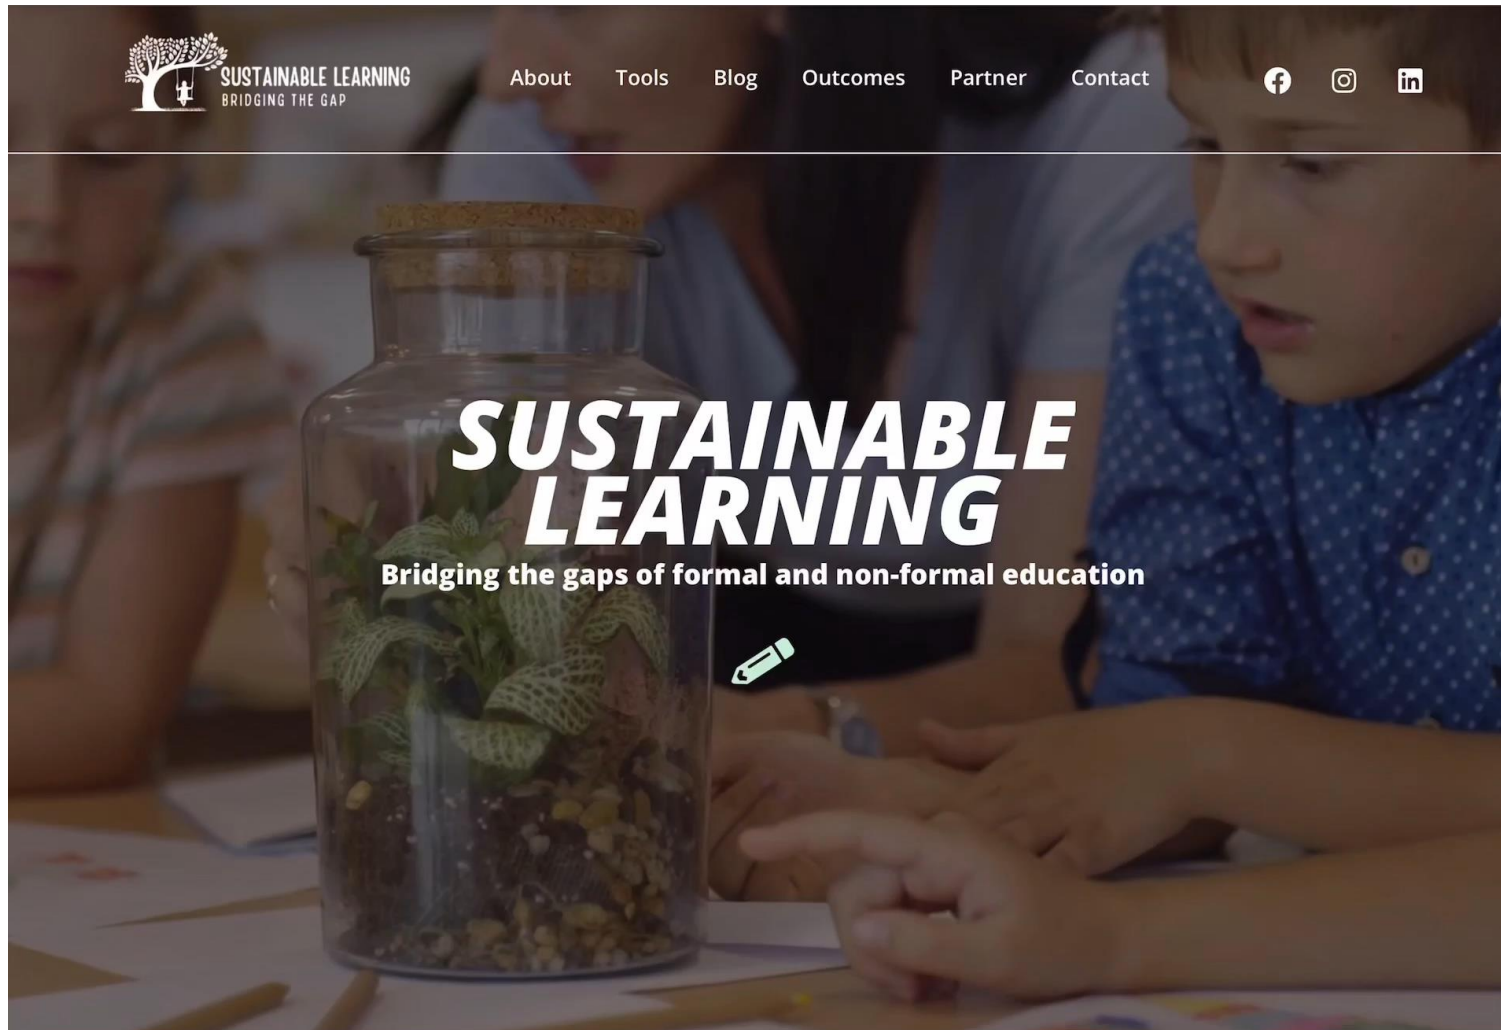 SUSTAINABLE LEARNING
BRIDGING THE GAP
About Tools Blog Outcomes Partner Contact
SUSTAINABLE
LEARNING
Bridging the gaps of formal and non-formal education